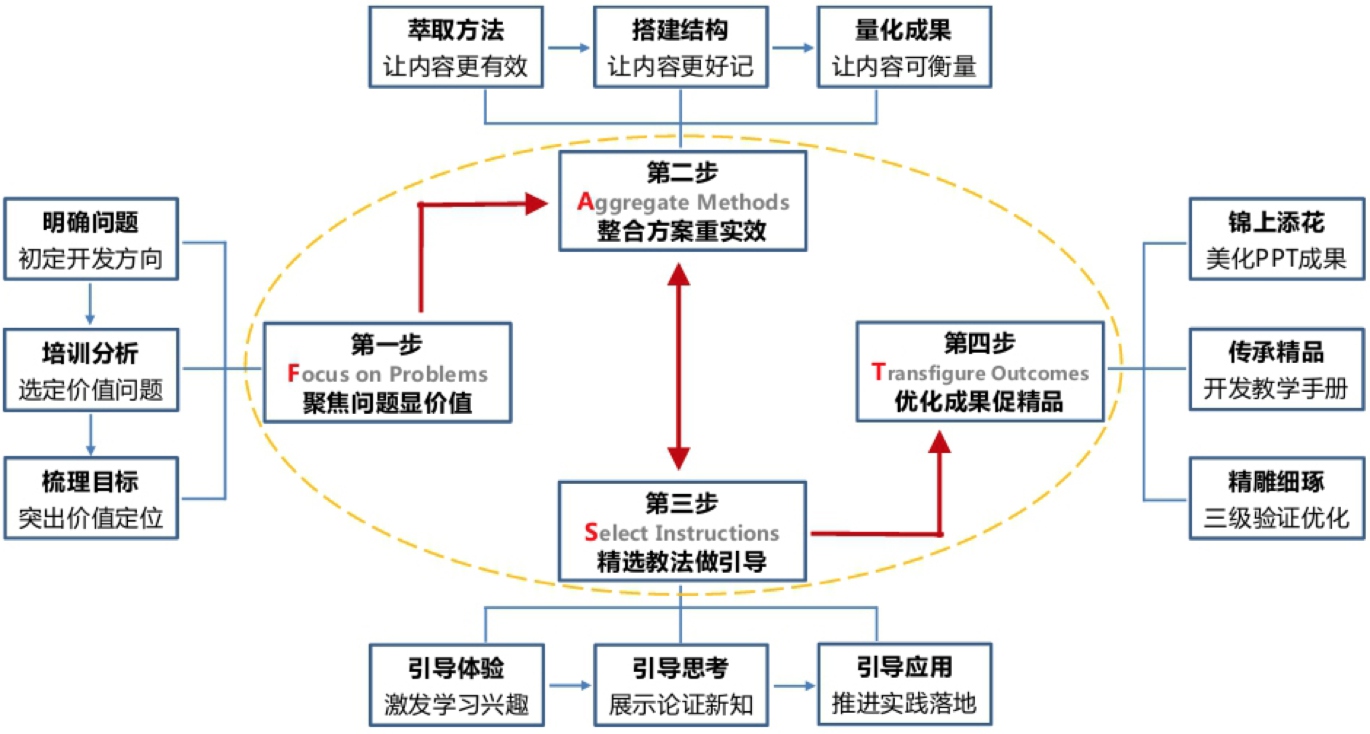 萃取方法
让内容更有效
搭建结构
让内容更好记
量化成果
让内容可衡量
第二步
Aggregate Methods
整合方案重实效
明确问题
初定开发方向
培训分析
选定价值问题
梳理目标
突出价值定位
第一步
Focus on Problems
聚焦问题显价值
第四步
Transfigure Outcomes
优化成果促精品
锦上添花
美化PPT成果
传承精品
开发教学手册
精雕细琢
三级验证优化
第三步
Select Instructions
精选教法做引导
引导体验
激发学习兴趣
引导思考
展示论证新知
引导应用
推进实践落地